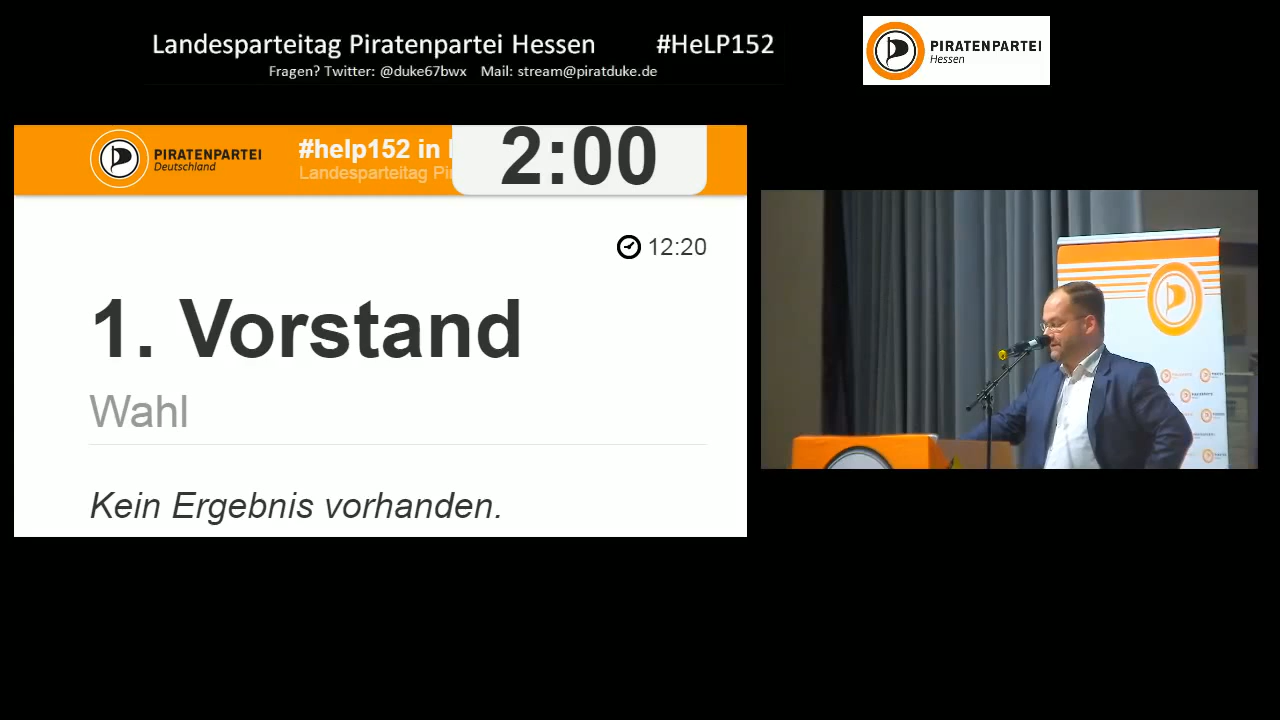 Landesparteitag Piratenpartei Hessen #HeLP152
Fragen? Twitter: @duke67bwx Mail: stream@piratduke.de
PIRATENPARTEI
Hessen
PIRATENPARTEI
Deutschland
#help152 in
Landesparteitag
2:00
12:20
1. Vorstand
Wahl
Kein Ergebnis vorhanden.